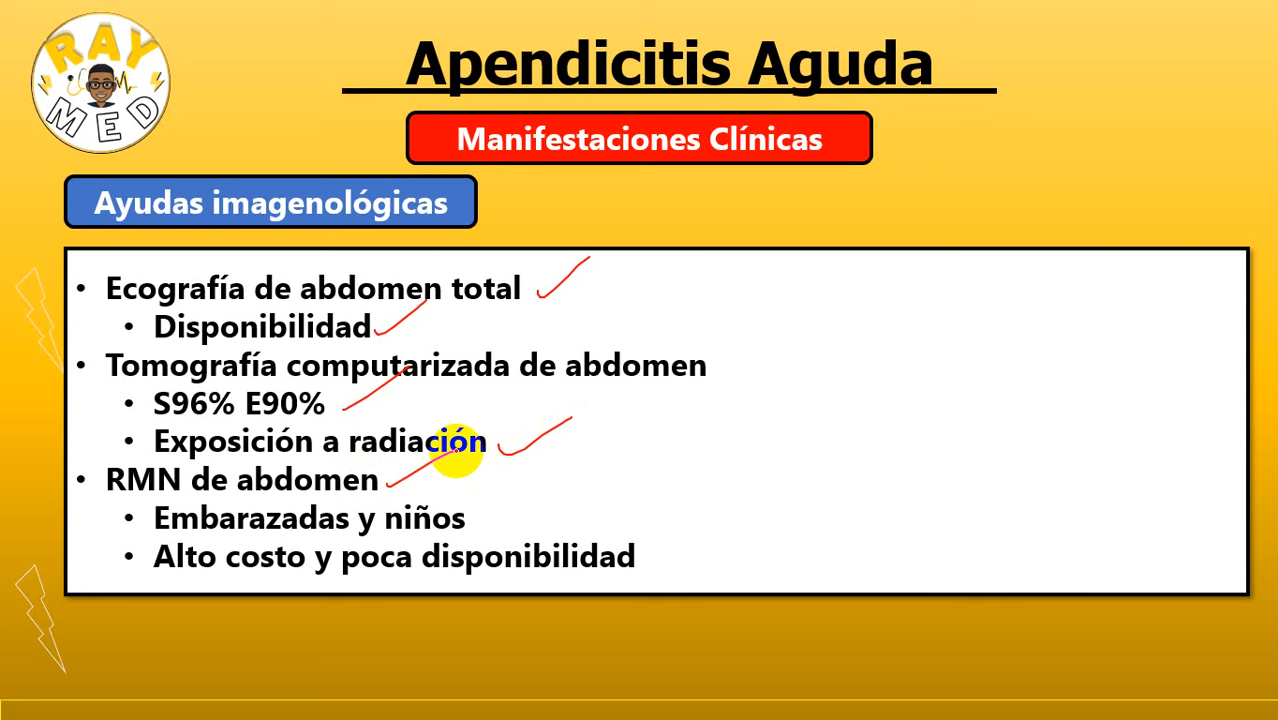 RAY
MED
Apendicitis Aguda
Manifestaciones Clínicas
Ayudas imagenológicas
• Ecografía de abdomen total
• Disponibilidad
• Tomografía computarizada de abdomen
• S96% E90%
• Exposición a radiación
• RMN de abdomen
• Embarazadas y niños
• Alto costo y poca disponibilidad